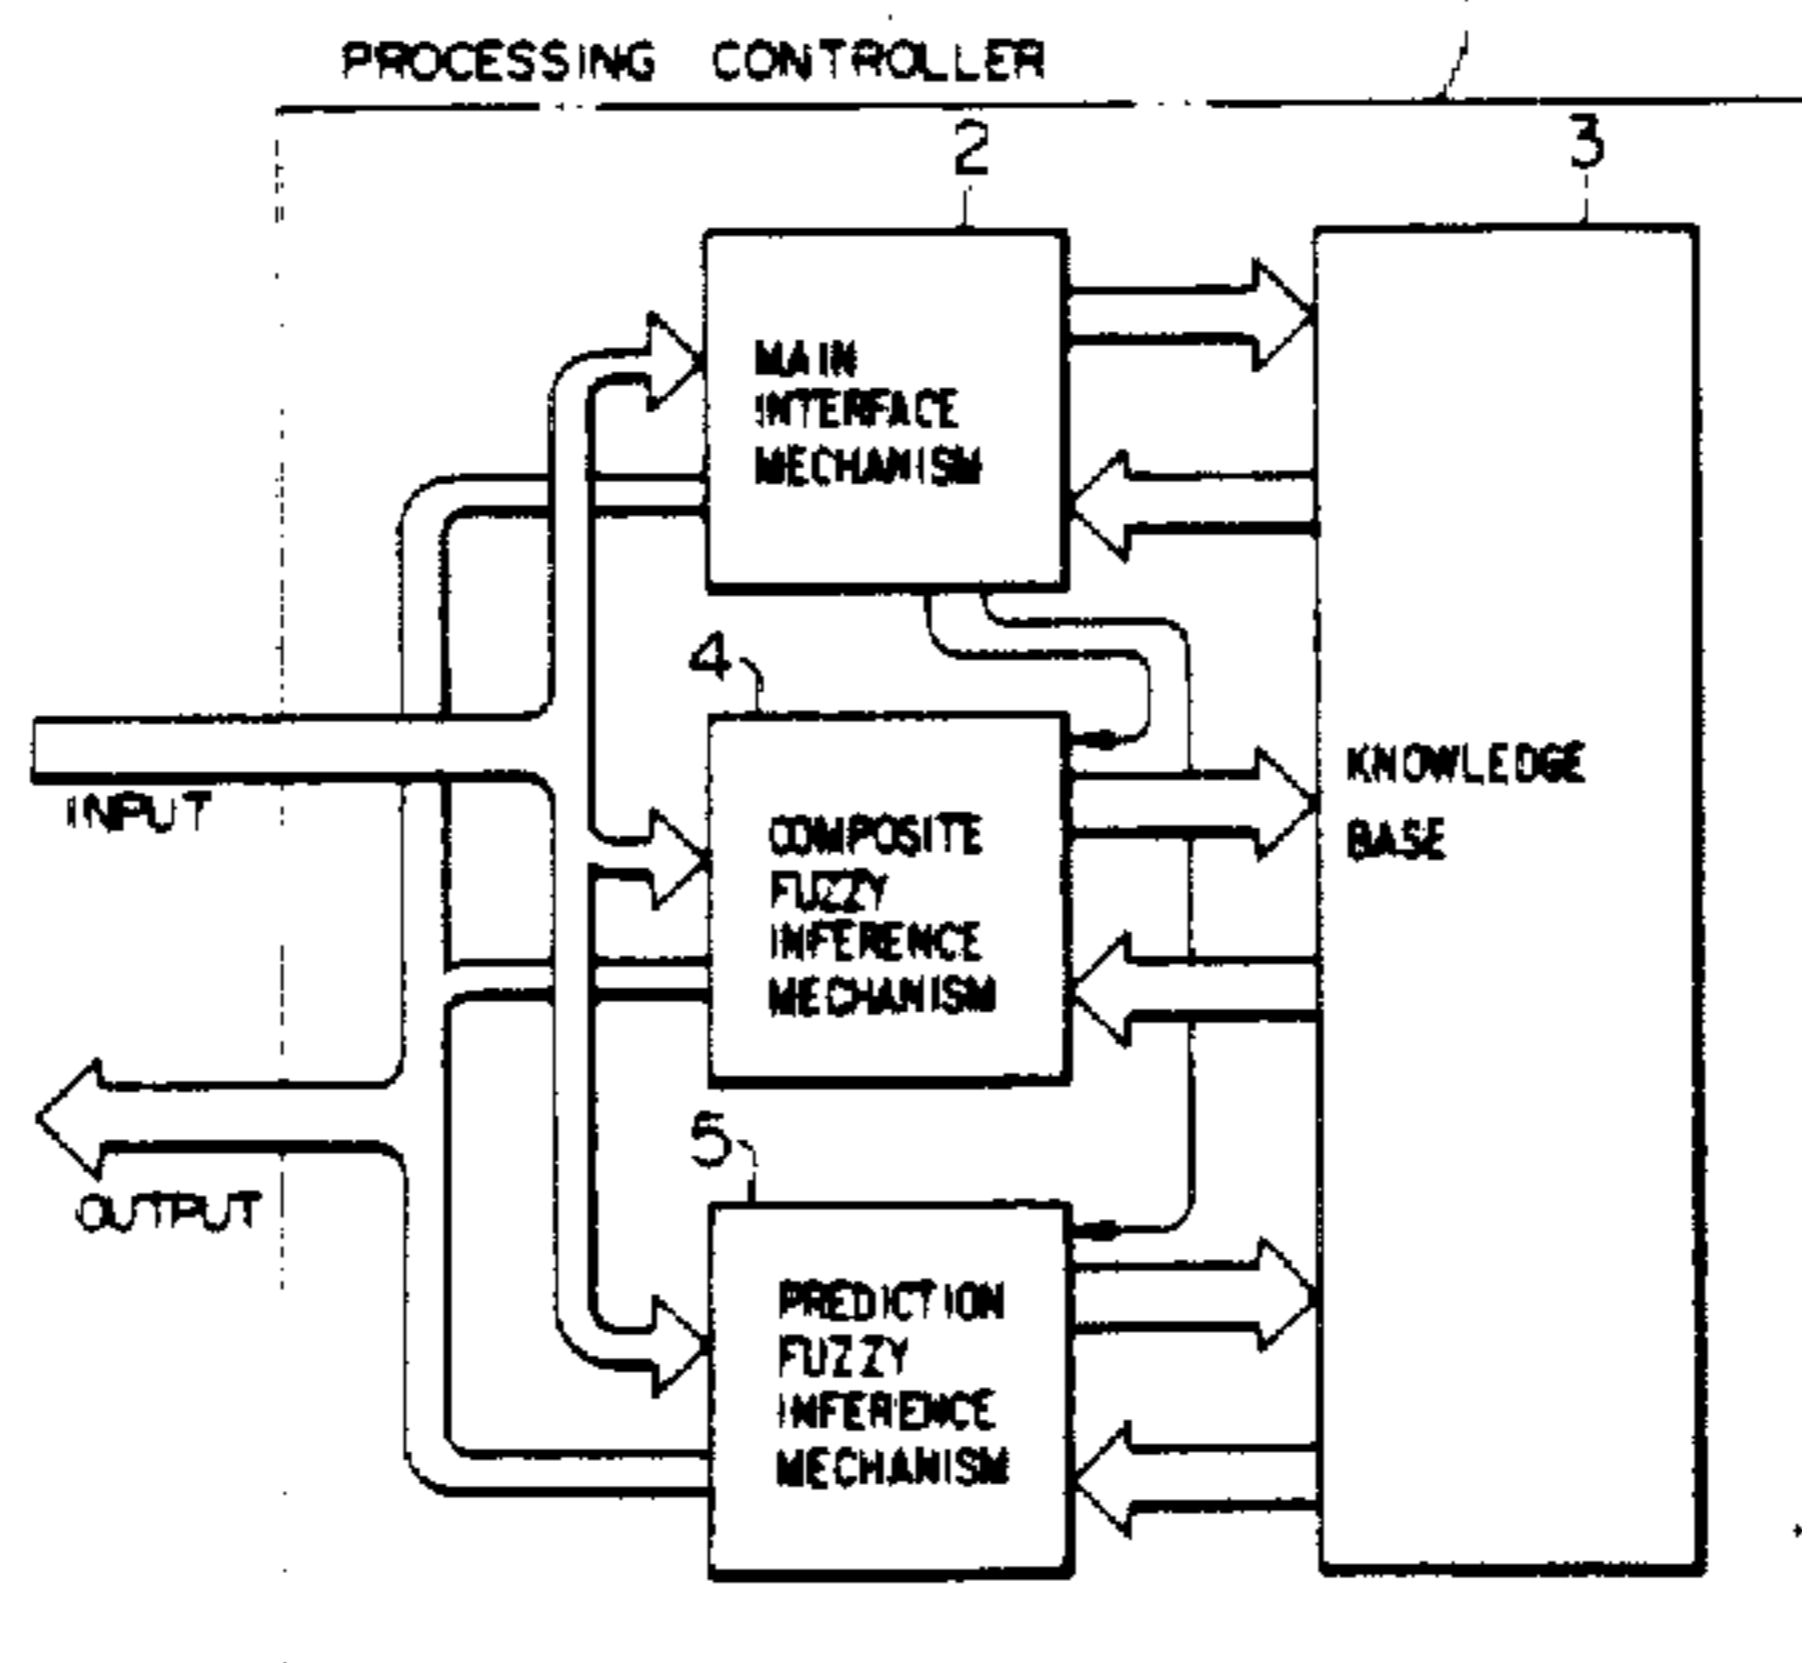 PROCESSING CONTROLLER
2
3
MAIN
INTERFACE
MECHANISM
4
INPUT
KNOWLEDGE
BASE
COMPOSITE
FUZZY
INFERENCE
MECHANISM
5
OUTPUT
PREDICTION
FUZZY
INFERENCE
MECHANISM